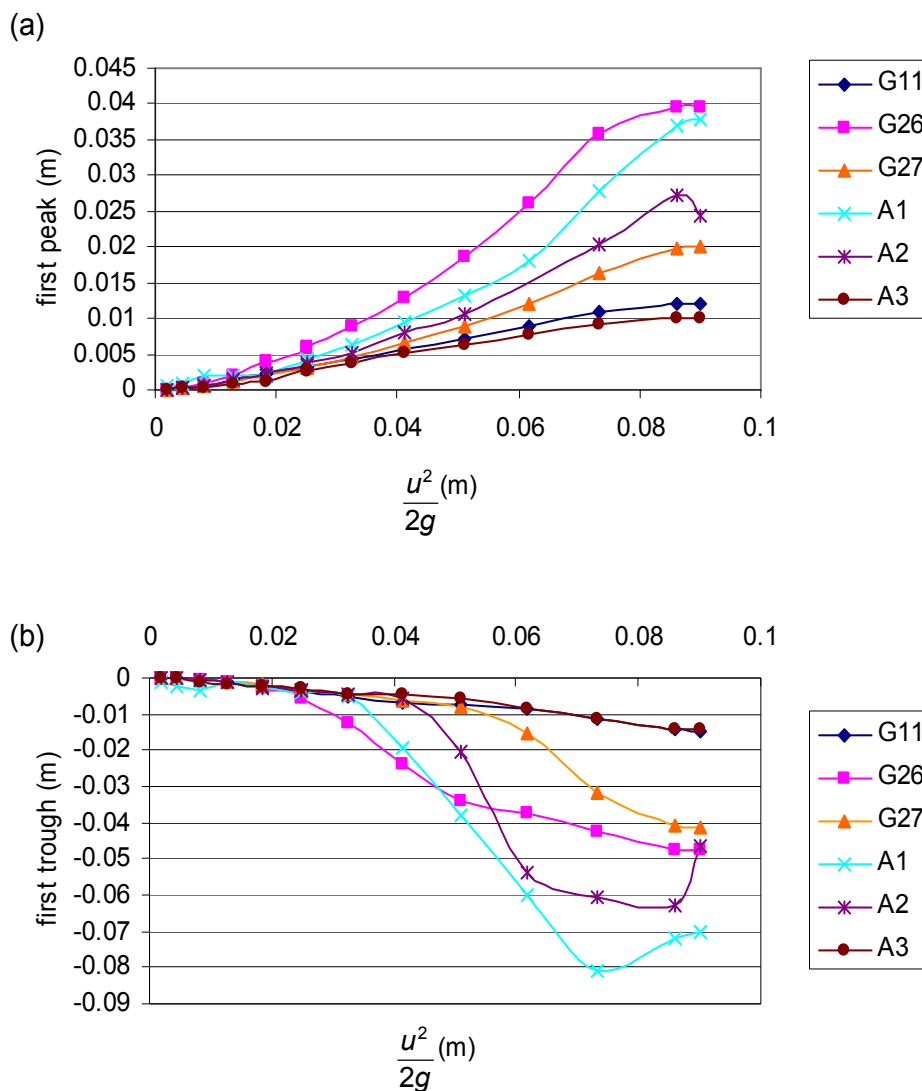 (a)
0.045
0.04
0.035
0.03
0.025
0.02
0.015
0.01
0.005
0
first peak (m)
0 0.02 0.04 0.06 0.08 0.1
u²/2g (m)
G11
G26
G27
A1
A2
A3
(b)
0 0.02 0.04 0.06 0.08 0.1
0
-0.01
-0.02
-0.03
-0.04
-0.05
-0.06
-0.07
-0.08
-0.09
first trough (m)
u²/2g (m)
G11
G26
G27
A1
A2
A3